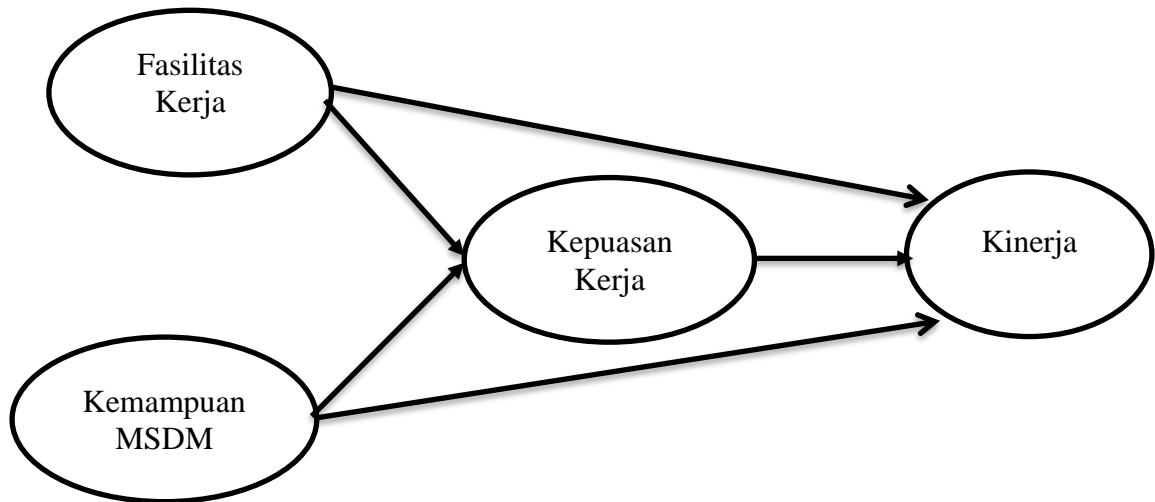 Fasilitas
Kerja
Kepuasan
Kerja
Kinerja
Kemampuan
MSDM